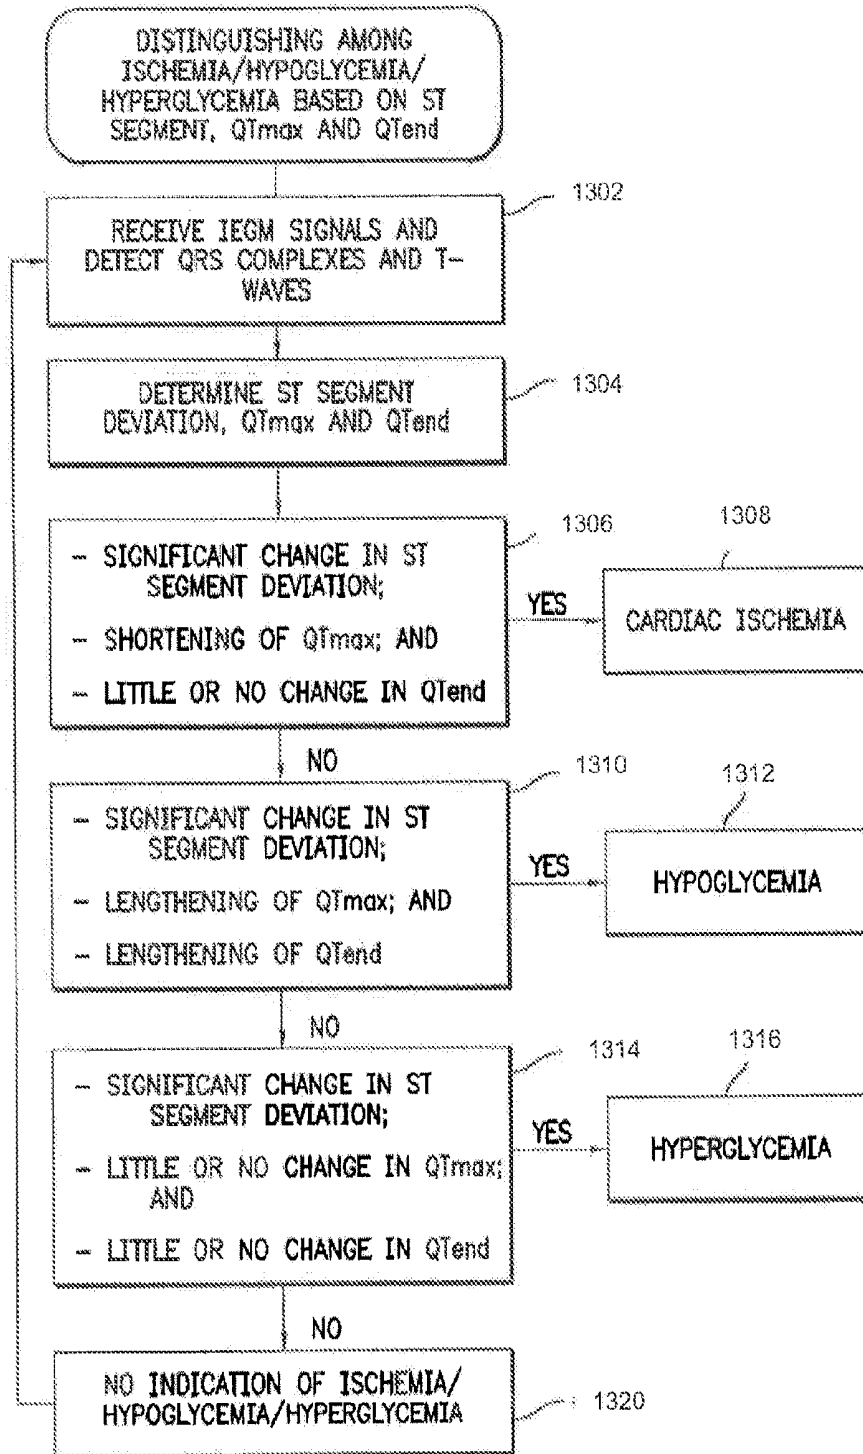 DISTINGUISHING AMONG
ISCHEMIA/HYPOGLYCEMIA/
HYPERGLYCEMIA BASED ON ST
SEGMENT, QTmax AND QTend
1302
RECEIVE IEGM SIGNALS AND
DETECT QRS COMPLEXES AND T-
WAVES
1304
DETERMINE ST SEGMENT
DEVIATION, QTmax AND QTend
1306
- SIGNIFICANT CHANGE IN ST
SEGMENT DEVIATION;
- SHORTENING OF QTmax; AND
- LITTLE OR NO CHANGE IN QTend
YES
1308
CARDIAC ISCHEMIA
NO
1310
- SIGNIFICANT CHANGE IN ST
SEGMENT DEVIATION;
- LENGTHENING OF QTmax; AND
- LENGTHENING OF QTend
YES
1312
HYPOGLYCEMIA
NO
1314
- SIGNIFICANT CHANGE IN ST
SEGMENT DEVIATION;
- LITTLE OR NO CHANGE IN QTmax;
AND
- LITTLE OR NO CHANGE IN QTend
YES
1316
HYPERGLYCEMIA
NO
NO INDICATION OF ISCHEMIA/
HYPOGLYCEMIA/HYPERGLYCEMIA
1320